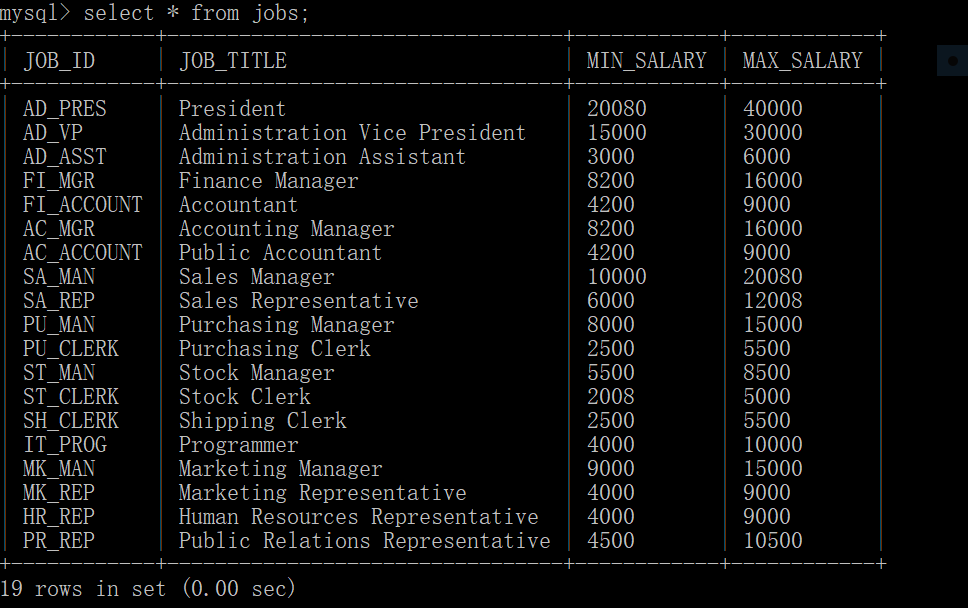 mysql> select * from jobs;
JOB_ID JOB_TITLE MIN_SALARY MAX_SALARY
AD_PRES President 20080 40000
AD_VP Administration Vice President 15000 30000
AD_ASST Administration Assistant 3000 6000
FI_MGR Finance Manager 8200 16000
FI_ACCOUNT Accountant 4200 9000
AC_MGR Accounting Manager 8200 16000
AC_ACCOUNT Public Accountant 4200 9000
SA_MAN Sales Manager 10000 20080
SA_REP Sales Representative 6000 12008
PU_MAN Purchasing Manager 8000 15000
PU_CLERK Purchasing Clerk 2500 5500
ST_MAN Stock Manager 5500 8500
ST_CLERK Stock Clerk 2008 5000
SH_CLERK Shipping Clerk 2500 5500
IT_PROG Programmer 4000 10000
MK_MAN Marketing Manager 9000 15000
MK_REP Marketing Representative 4000 9000
HR_REP Human Resources Representative 4000 9000
PR_REP Public Relations Representative 4500 10500
19 rows in set (0.00 sec)